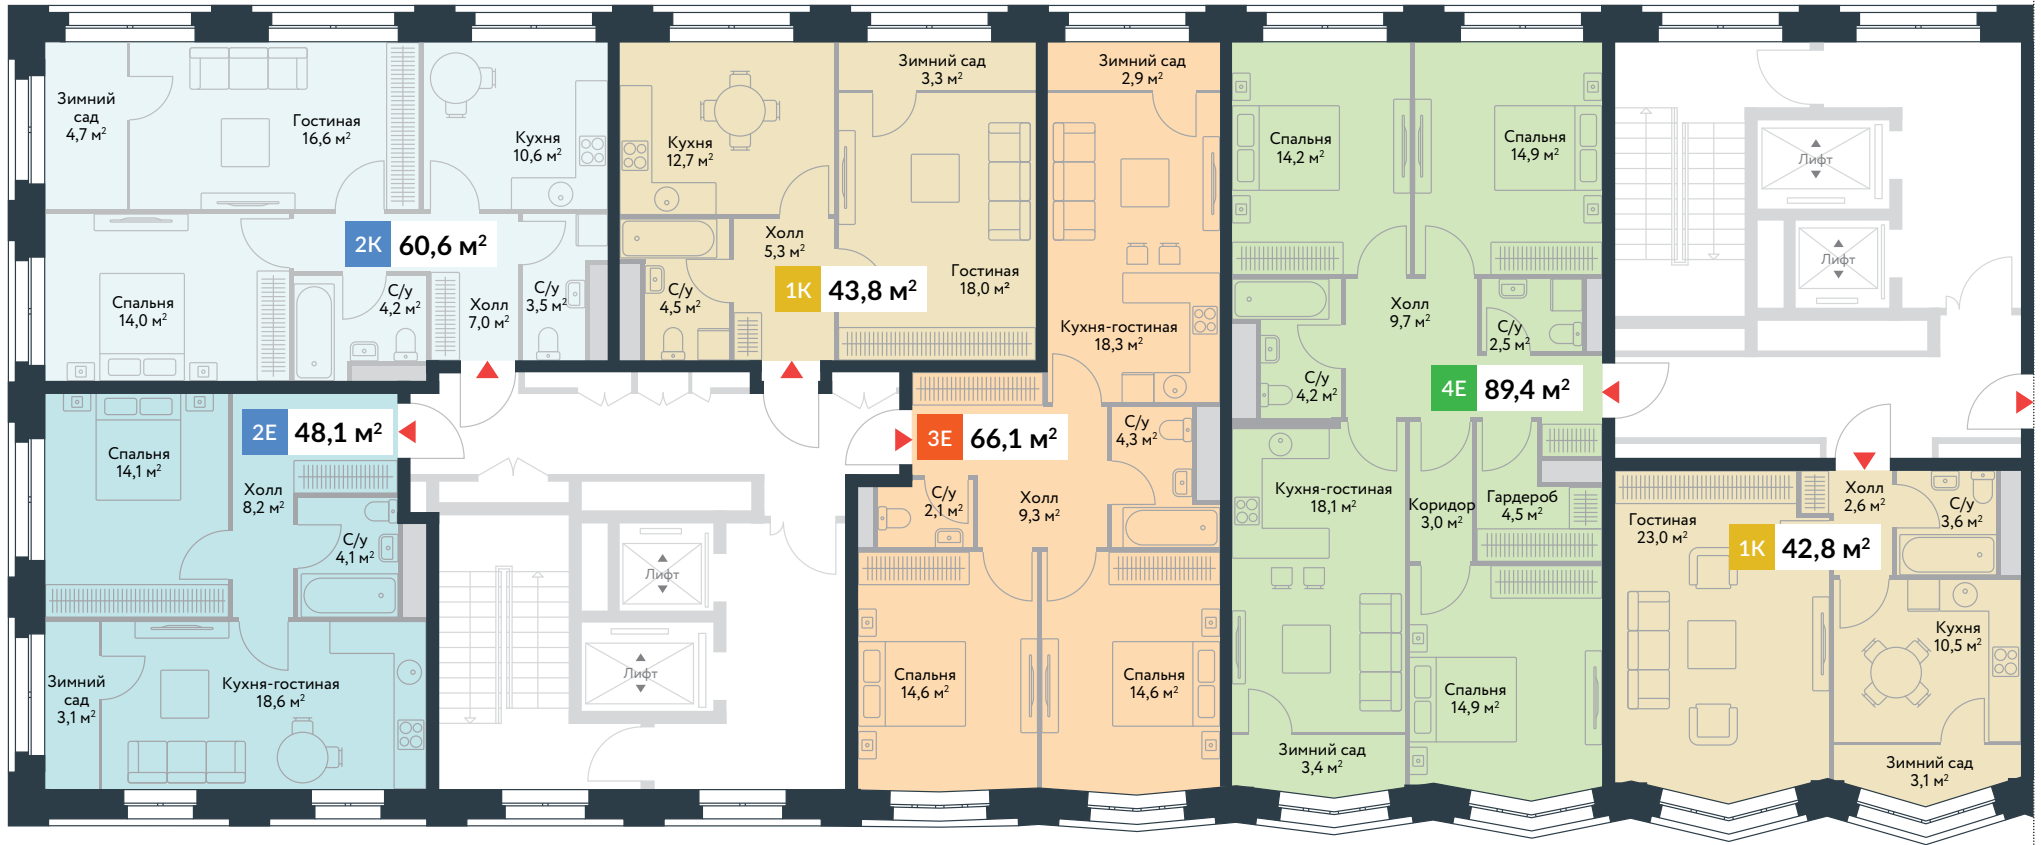 Зимний
сад
4,7 м²
Гостиная
16,6 м²
Кухня
10,6 м²
2К 60,6 м²
Спальня
14,0 м²
С/у
4,2 м²
Холл
7,0 м²
С/у
3,5 м²
Кухня
12,7 м²
Зимний сад
3,3 м²
Холл
5,3 м²
1К 43,8 м²
С/у
4,5 м²
Гостиная
18,0 м²
Зимний сад
2,9 м²
Кухня-гостиная
18,3 м²
3Е 66,1 м²
С/у
4,3 м²
С/у
2,1 м²
Холл
9,3 м²
Спальня
14,6 м²
Спальня
14,6 м²
Спальня
14,2 м²
Спальня
14,9 м²
Холл
9,7 м²
С/у
2,5 м²
С/у
4,2 м²
4Е 89,4 м²
Кухня-гостиная
18,1 м²
Коридор
3,0 м²
Гардероб
4,5 м²
Спальня
14,9 м²
Зимний сад
3,4 м²
Лифт
Лифт
Холл
2,6 м²
С/у
3,6 м²
Гостиная
23,0 м²
1К 42,8 м²
Кухня
10,5 м²
Зимний сад
3,1 м²
2Е 48,1 м²
Спальня
14,1 м²
Холл
8,2 м²
С/у
4,1 м²
Зимний
сад
3,1 м²
Кухня-гостиная
18,6 м²
Лифт
Лифт